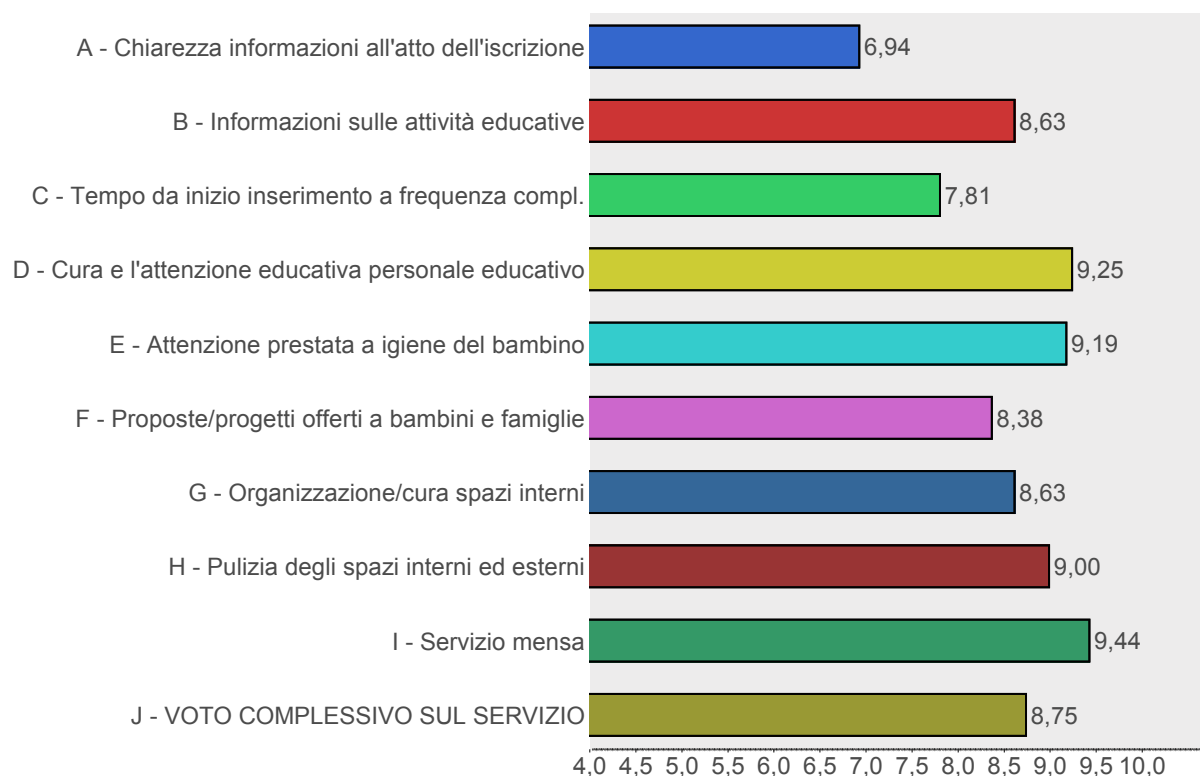 A - Chiarezza informazioni all'atto dell'iscrizione 6,94
B - Informazioni sulle attività educative 8,63
C - Tempo da inizio inserimento a frequenza compl. 7,81
D - Cura e l'attenzione educativa personale educativo 9,25
E - Attenzione prestata a igiene del bambino 9,19
F - Proposte/progetti offerti a bambini e famiglie 8,38
G - Organizzazione/cura spazi interni 8,63
H - Pulizia degli spazi interni ed esterni 9,00
I - Servizio mensa 9,44
J - VOTO COMPLESSIVO SUL SERVIZIO 8,75
4,0 4,5 5,0 5,5 6,0 6,5 7,0 7,5 8,0 8,5 9,0 9,5 10,0